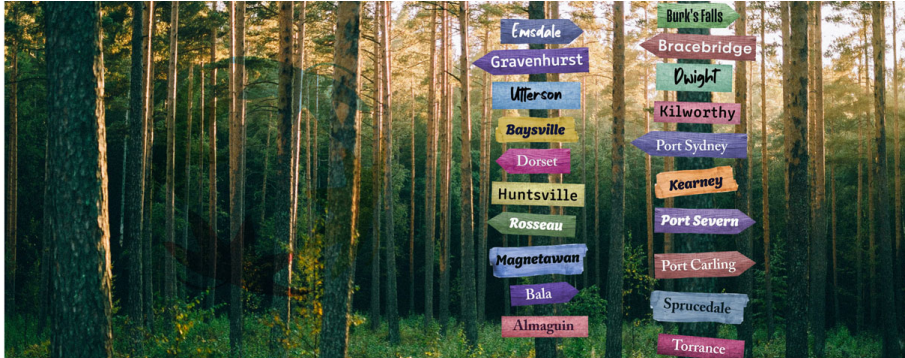 Emsdale
Gravenhurst
Utterson
Baysville
Dorset
Huntsville
Rosseau
Magnetawan
Bala
Almaguin
Burk's Falls
Bracebridge
Dwight
Kilworthy
Port Sydney
Kearney
Port Severn
Port Carling
Sprucedale
Torrance